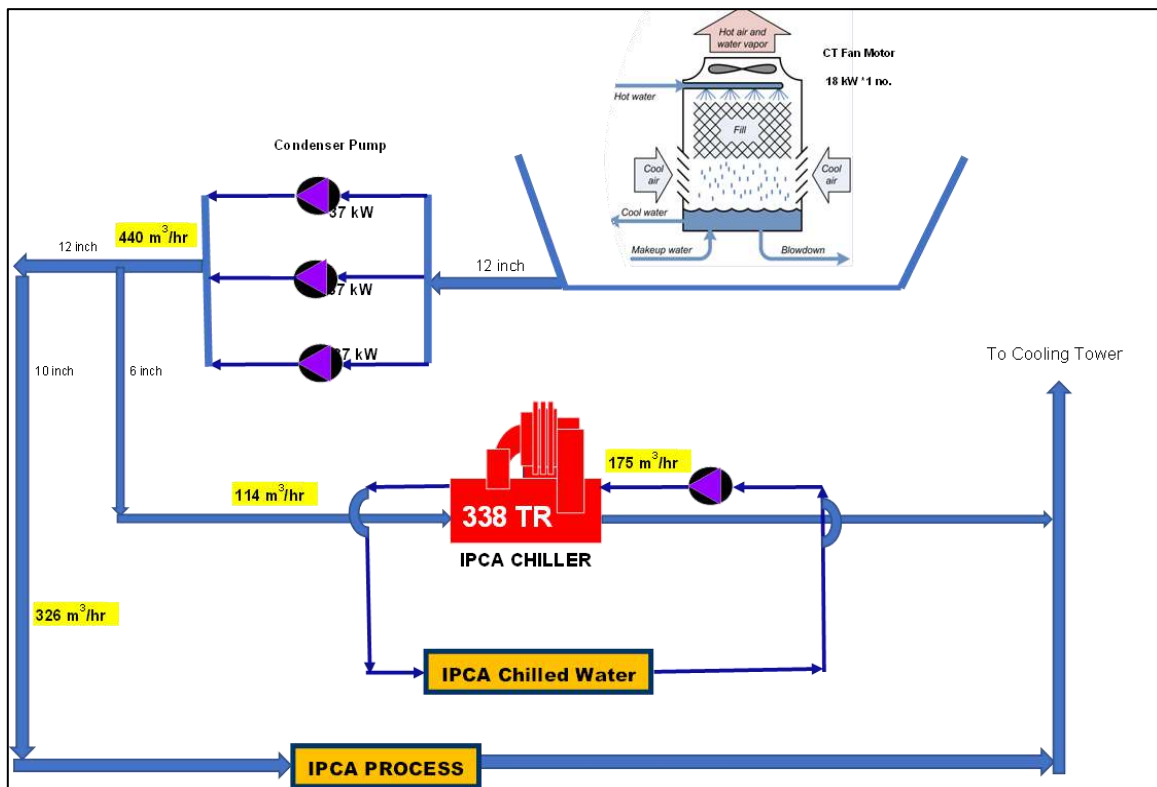 Hot air and
water vapor
CT Fan Motor
18 kW *1 no.
Hot water
Fill
Condenser Pump
Cool
air
Cool
air
37 kW
Cool water
440 m³/hr
12 inch
Makeup water
Blowdown
12 inch
37 kW
37 kW
To Cooling Tower
10 inch
6 inch
175 m³/hr
114 m³/hr
338 TR
IPCA CHILLER
326 m³/hr
IPCA Chilled Water
IPCA PROCESS